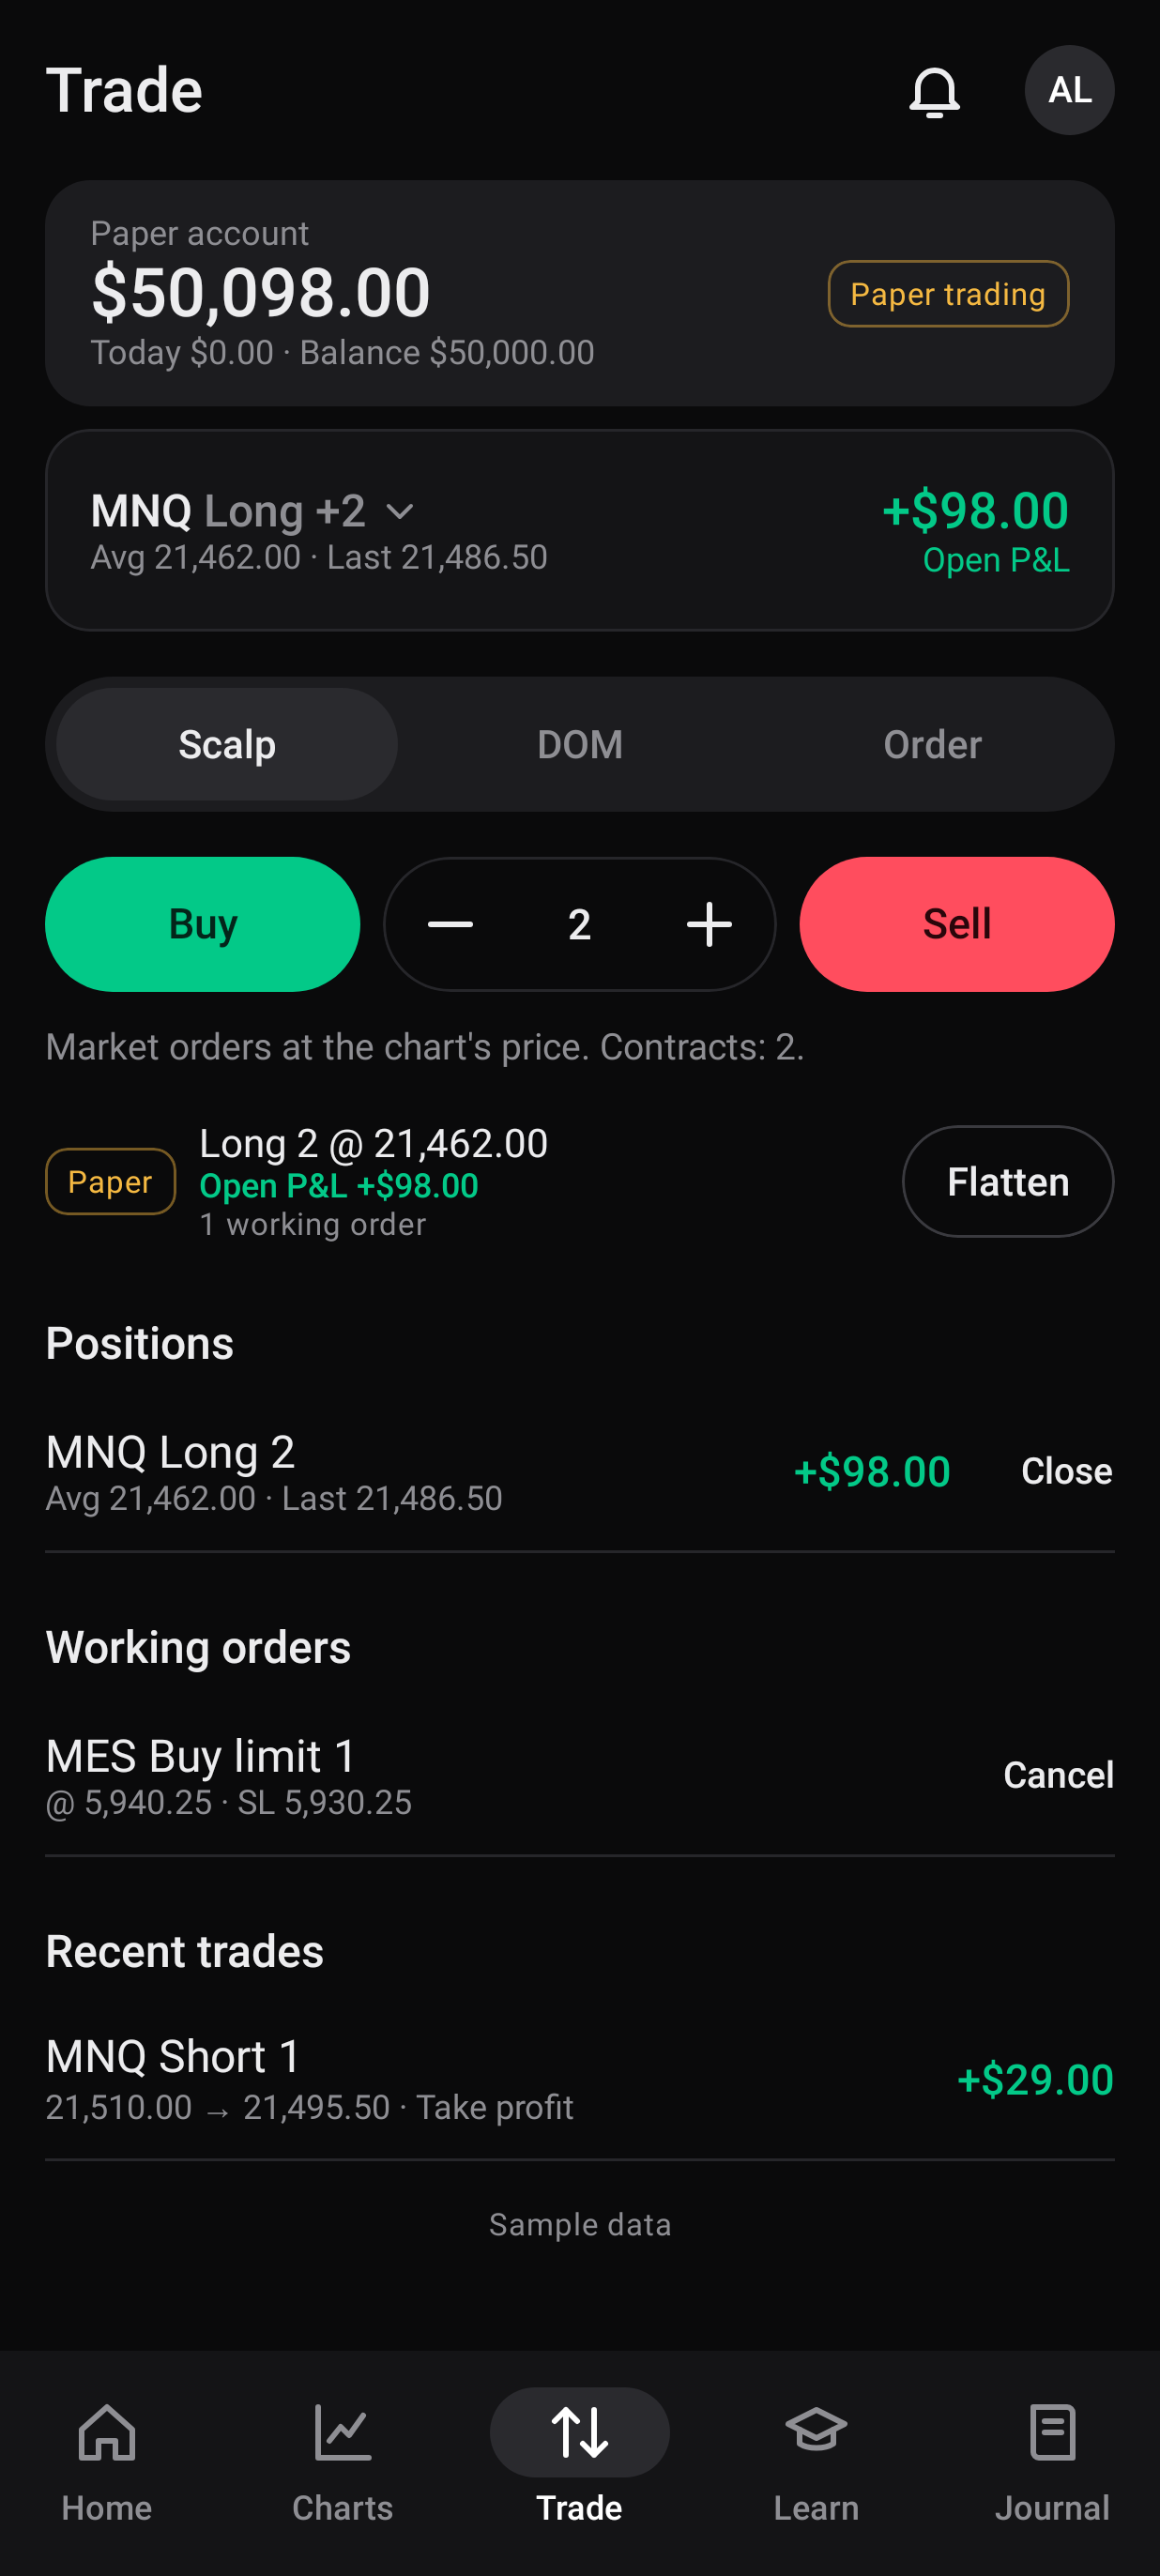 Trade
AL
Paper account
$50,098.00
Paper trading
Today $0.00 · Balance $50,000.00
MNQ Long +2
+$98.00
Avg 21,462.00 · Last 21,486.50
Open P&L
Scalp
DOM
Order
Buy
2
Sell
Market orders at the chart's price. Contracts: 2.
Paper
Long 2 @ 21,462.00
Open P&L +$98.00
1 working order
Flatten
Positions
MNQ Long 2
Avg 21,462.00 · Last 21,486.50
+$98.00
Close
Working orders
MES Buy limit 1
@ 5,940.25 · SL 5,930.25
Cancel
Recent trades
MNQ Short 1
21,510.00 → 21,495.50 · Take profit
+$29.00
Sample data
Home
Charts
Trade
Learn
Journal